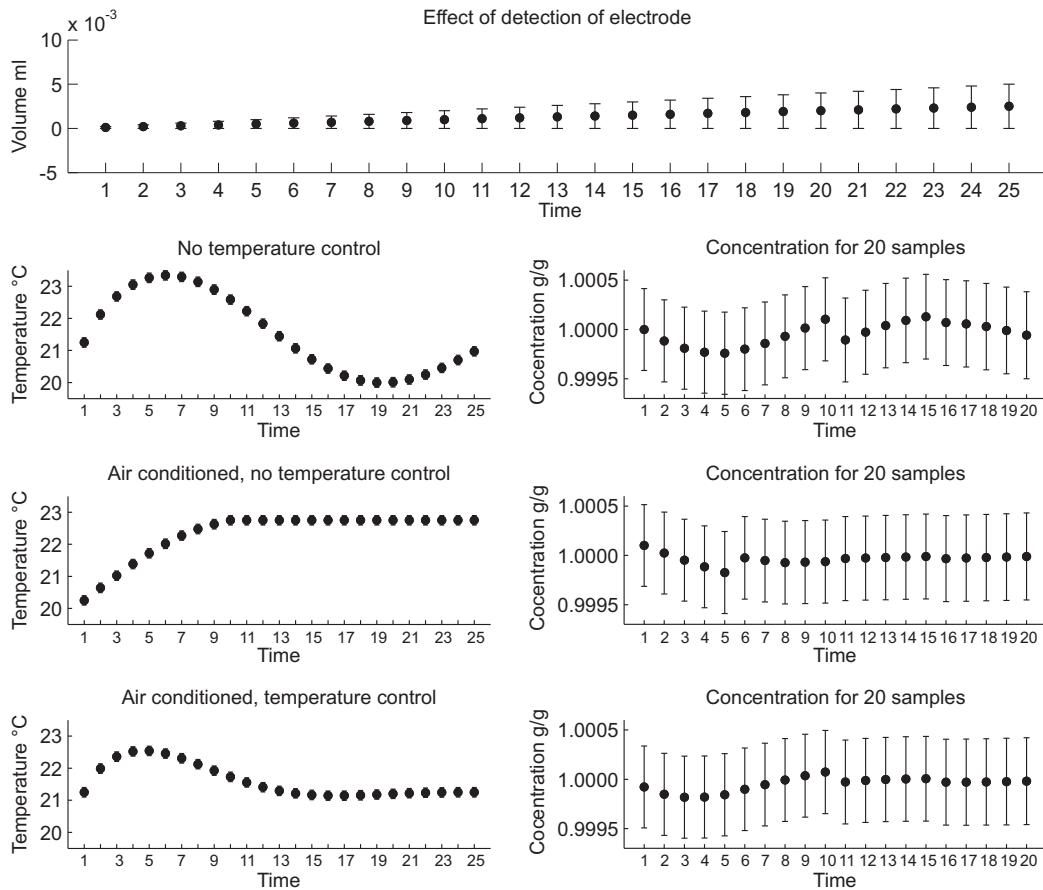 Effect of detection of electrode
x 10⁻³
10
5
0
-5
Volume ml
1 2 3 4 5 6 7 8 9 10 11 12 13 14 15 16 17 18 19 20 21 22 23 24 25
Time
No temperature control
Temperature °C
23
22
21
20
1 3 5 7 9 11 13 15 17 19 21 23 25
Time
Concentration for 20 samples
Cocentration g/g
1.0005
1.0000
0.9995
1 2 3 4 5 6 7 8 9 10 11 12 13 14 15 16 17 18 19 20
Time
Air conditioned, no temperature control
Temperature °C
23
22
21
20
1 3 5 7 9 11 13 15 17 19 21 23 25
Time
Concentration for 20 samples
Cocentration g/g
1.0005
1.0000
0.9995
1 2 3 4 5 6 7 8 9 10 11 12 13 14 15 16 17 18 19 20
Time
Air conditioned, temperature control
Temperature °C
23
22
21
20
1 3 5 7 9 11 13 15 17 19 21 23 25
Time
Concentration for 20 samples
Cocentration g/g
1.0005
1.0000
0.9995
1 2 3 4 5 6 7 8 9 10 11 12 13 14 15 16 17 18 19 20
Time